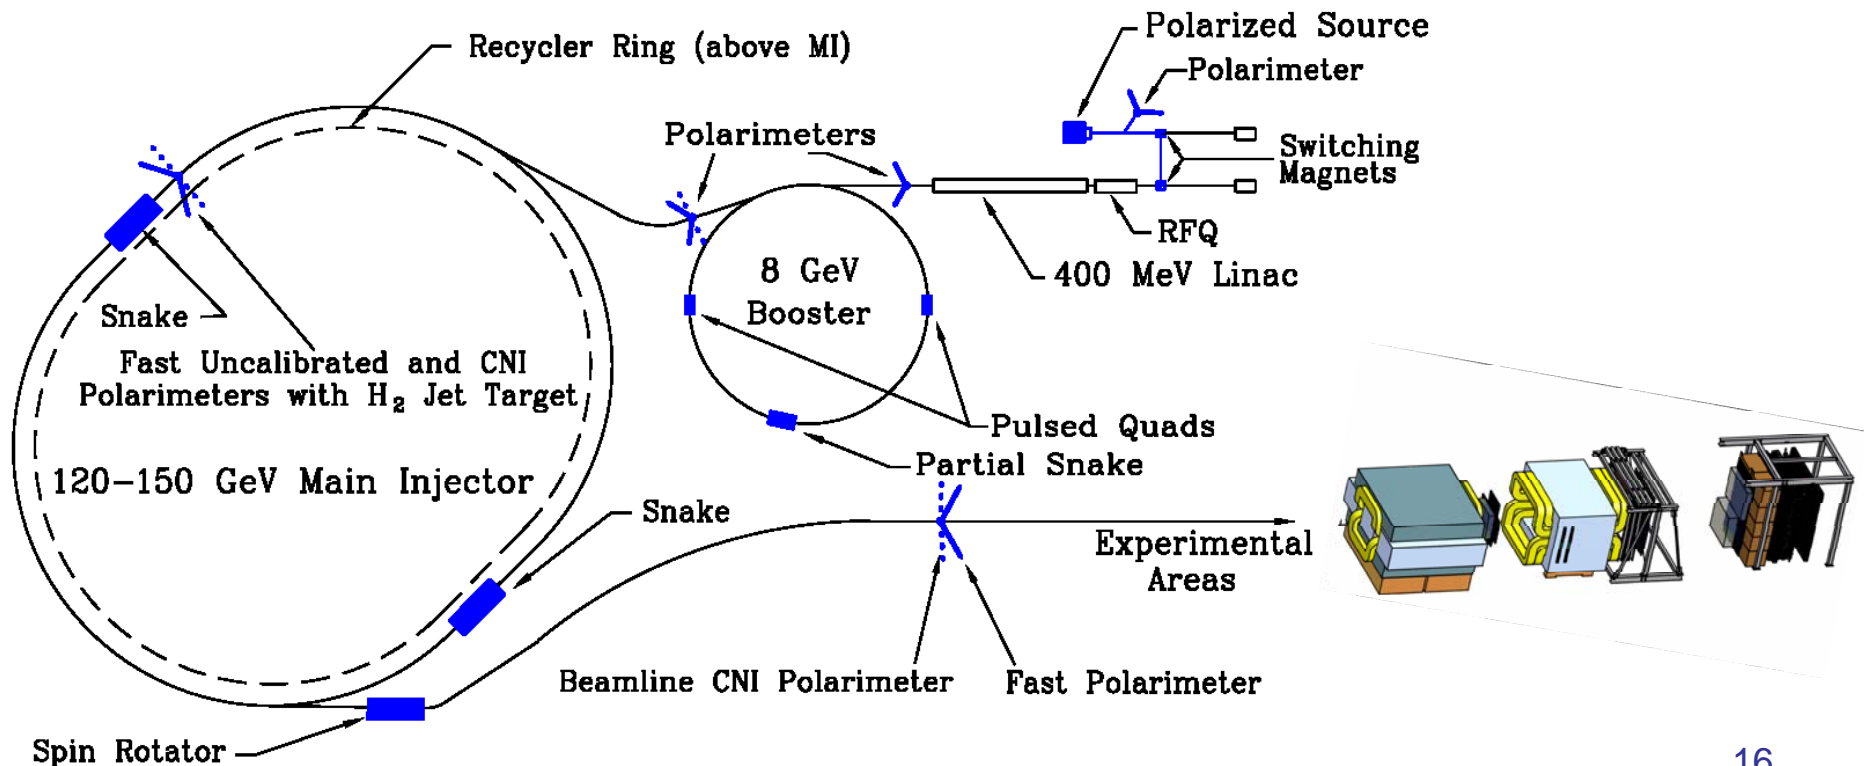 Polarized Source
Recycler Ring (above MI)
Polarimeter
Polarimeters
Switching
Magnets
RFQ
8 GeV
Booster
400 MeV Linac
Snake
Fast Uncalibrated and CNI
Polarimeters with H₂ Jet Target
Pulsed Quads
Partial Snake
120-150 GeV Main Injector
Snake
Experimental
Areas
Beamline CNI Polarimeter
Fast Polarimeter
Spin Rotator
16